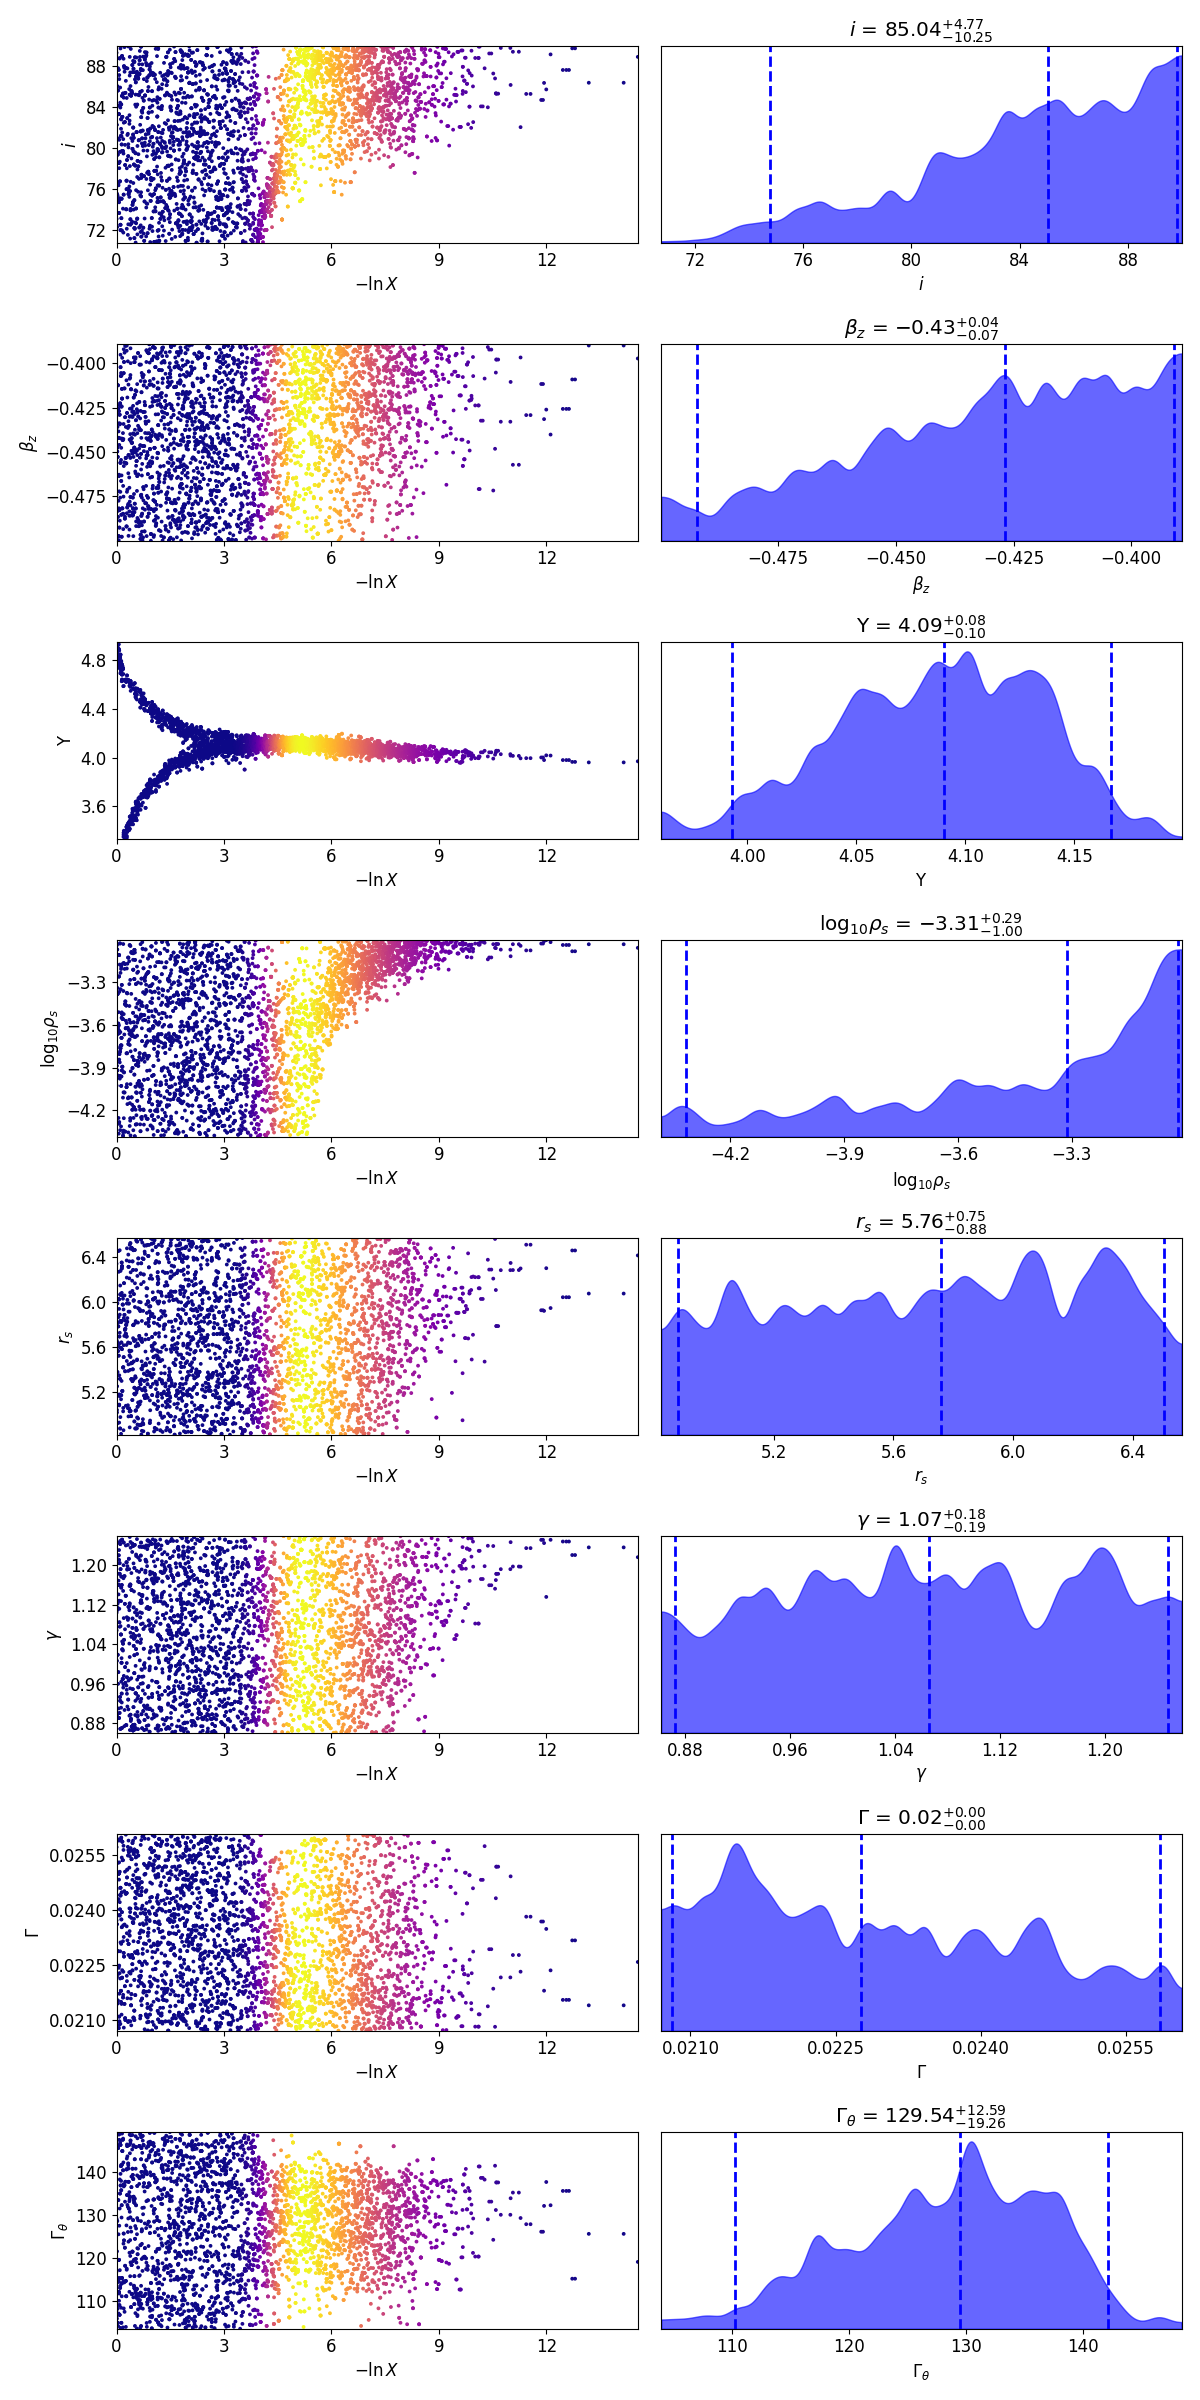 i = 85.04^{+4.77}_{-10.25}
88
84
80
76
72
i
0 3 6 9 12
−ln X
72 76 80 84 88
i
β_z = −0.43^{+0.04}_{-0.07}
−0.400
−0.425
−0.450
−0.475
β_z
0 3 6 9 12
−ln X
−0.475 −0.450 −0.425 −0.400
β_z
Υ = 4.09^{+0.08}_{-0.10}
4.8
4.4
4.0
3.6
Υ
0 3 6 9 12
−ln X
4.00 4.05 4.10 4.15
Υ
log₁₀ρ_s = −3.31^{+0.29}_{-1.00}
−3.3
−3.6
−3.9
−4.2
log₁₀ρ_s
0 3 6 9 12
−ln X
−4.2 −3.9 −3.6 −3.3
log₁₀ρ_s
r_s = 5.76^{+0.75}_{-0.88}
6.4
6.0
5.6
5.2
r_s
0 3 6 9 12
−ln X
5.2 5.6 6.0 6.4
r_s
γ = 1.07^{+0.18}_{-0.19}
1.20
1.12
1.04
0.96
0.88
γ
0 3 6 9 12
−ln X
0.88 0.96 1.04 1.12 1.20
γ
Γ = 0.02^{+0.00}_{-0.00}
0.0255
0.0240
0.0225
0.0210
Γ
0 3 6 9 12
−ln X
0.0210 0.0225 0.0240 0.0255
Γ
Γ_θ = 129.54^{+12.59}_{-19.26}
140
130
120
110
Γ_θ
0 3 6 9 12
−ln X
110 120 130 140
Γ_θ